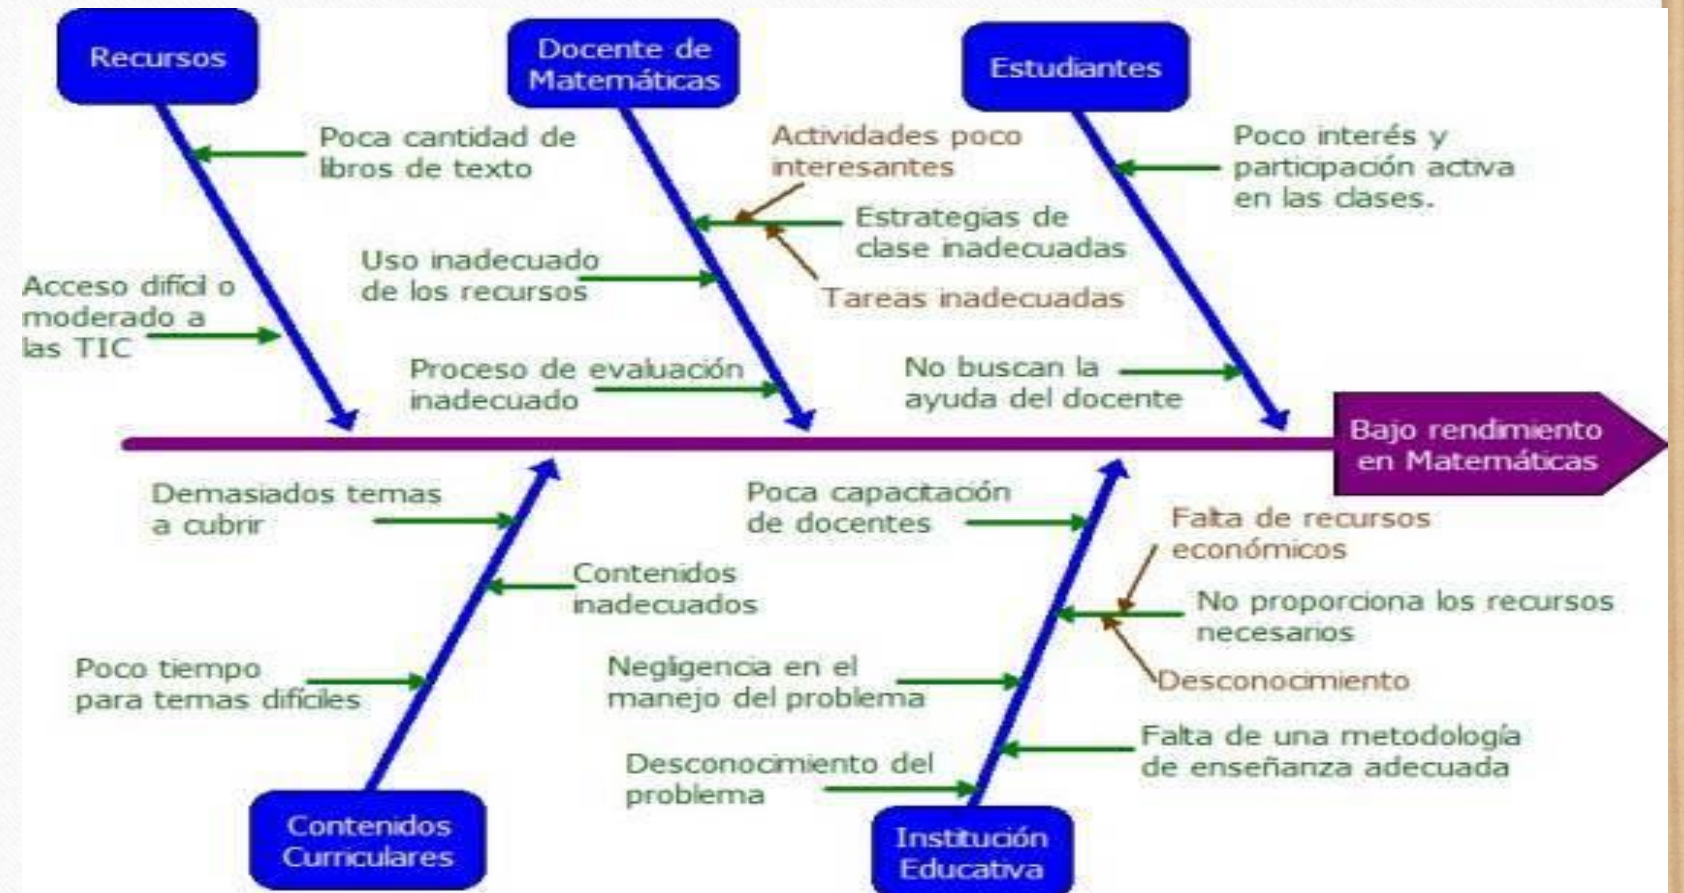 Recursos
Docente de
Matemáticas
Estudiantes
Poca cantidad de
libros de texto
Actividades poco
interesantes
Poco interés y
participación activa
en las clases.
Estrategias de
clase inadecuadas
Uso inadecuado
de los recursos
Tareas inadecuadas
Acceso difícil o
moderado a
las TIC
Proceso de evaluación
inadecuado
No buscan la
ayuda del docente
Bajo rendimiento
en Matemáticas
Demasiados temas
a cubrir
Poca capacitación
de docentes
Falta de recursos
económicos
Contenidos
inadecuados
No proporciona los recursos
necesarios
Poco tiempo
para temas difíciles
Negligencia en el
manejo del problema
Desconocimiento
Falta de una metodología
de enseñanza adecuada
Desconocimiento del
problema
Contenidos
Curriculares
Institución
Educativa